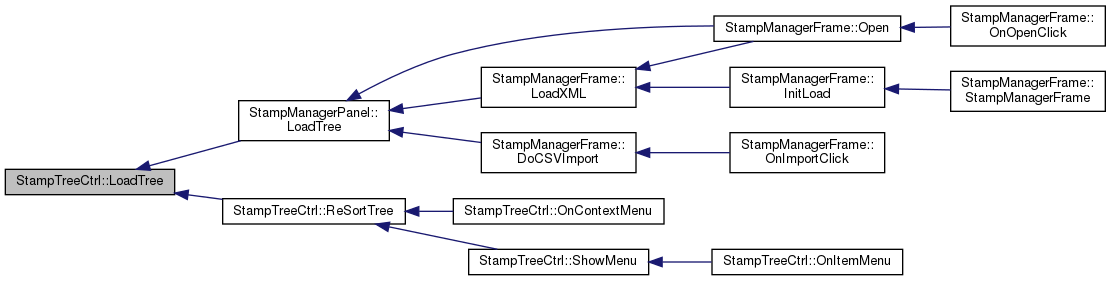 StampManagerFrame::Open
StampManagerFrame::
OnOpenClick
StampManagerFrame::
LoadXML
StampManagerFrame::
InitLoad
StampManagerFrame::
StampManagerFrame
StampManagerPanel::
LoadTree
StampManagerFrame::
DoCSVImport
StampManagerFrame::
OnImportClick
StampTreeCtrl::LoadTree
StampTreeCtrl::ReSortTree
StampTreeCtrl::OnContextMenu
StampTreeCtrl::ShowMenu
StampTreeCtrl::OnItemMenu